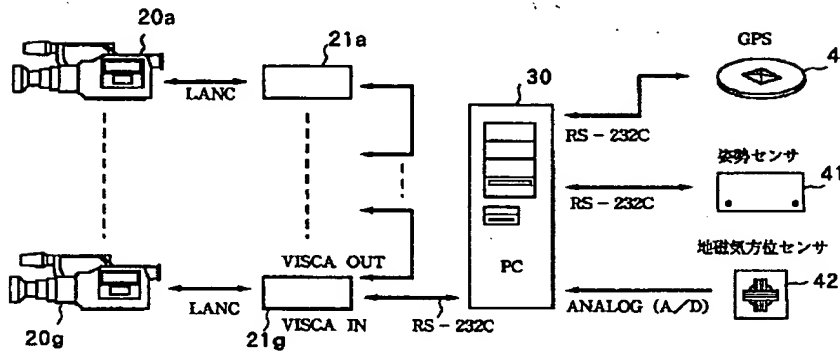 20a
21a
LANC
30
GPS
4
RS-232C
姿勢センサ
41
RS-232C
地磁気方位センサ
42
PC
ANALOG (A/D)
VISCA OUT
LANC
20g
21g
VISCA IN
RS-232C